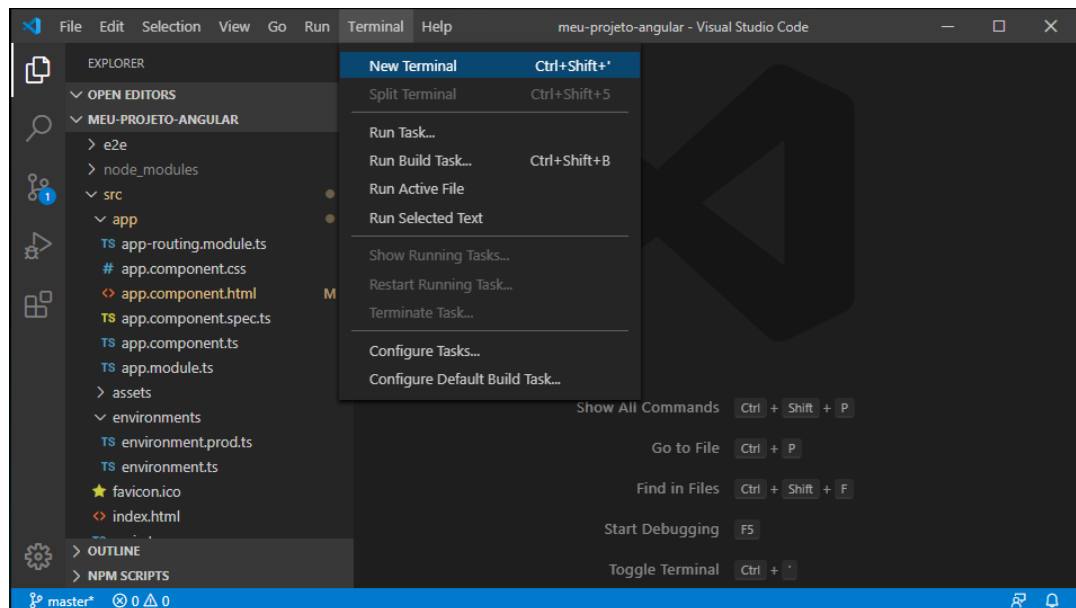 File Edit Selection View Go Run Terminal Help meu-projeto-angular - Visual Studio Code
EXPLORER
OPEN EDITORS
MEU-PROJETO-ANGULAR
e2e
node_modules
src
app
TS app-routing.module.ts
# app.component.css
<> app.component.html M
TS app.component.spec.ts
TS app.component.ts
TS app.module.ts
assets
environments
TS environment.prod.ts
TS environment.ts
favicon.ico
<> index.html
OUTLINE
NPM SCRIPTS
1
New Terminal Ctrl+Shift+'
Split Terminal Ctrl+Shift+5
Run Task...
Run Build Task... Ctrl+Shift+B
Run Active File
Run Selected Text
Show Running Tasks...
Restart Running Task...
Terminate Task...
Configure Tasks...
Configure Default Build Task...
Show All Commands Ctrl + Shift + P
Go to File Ctrl + P
Find in Files Ctrl + Shift + F
Start Debugging F5
Toggle Terminal Ctrl + '
master* 0 0